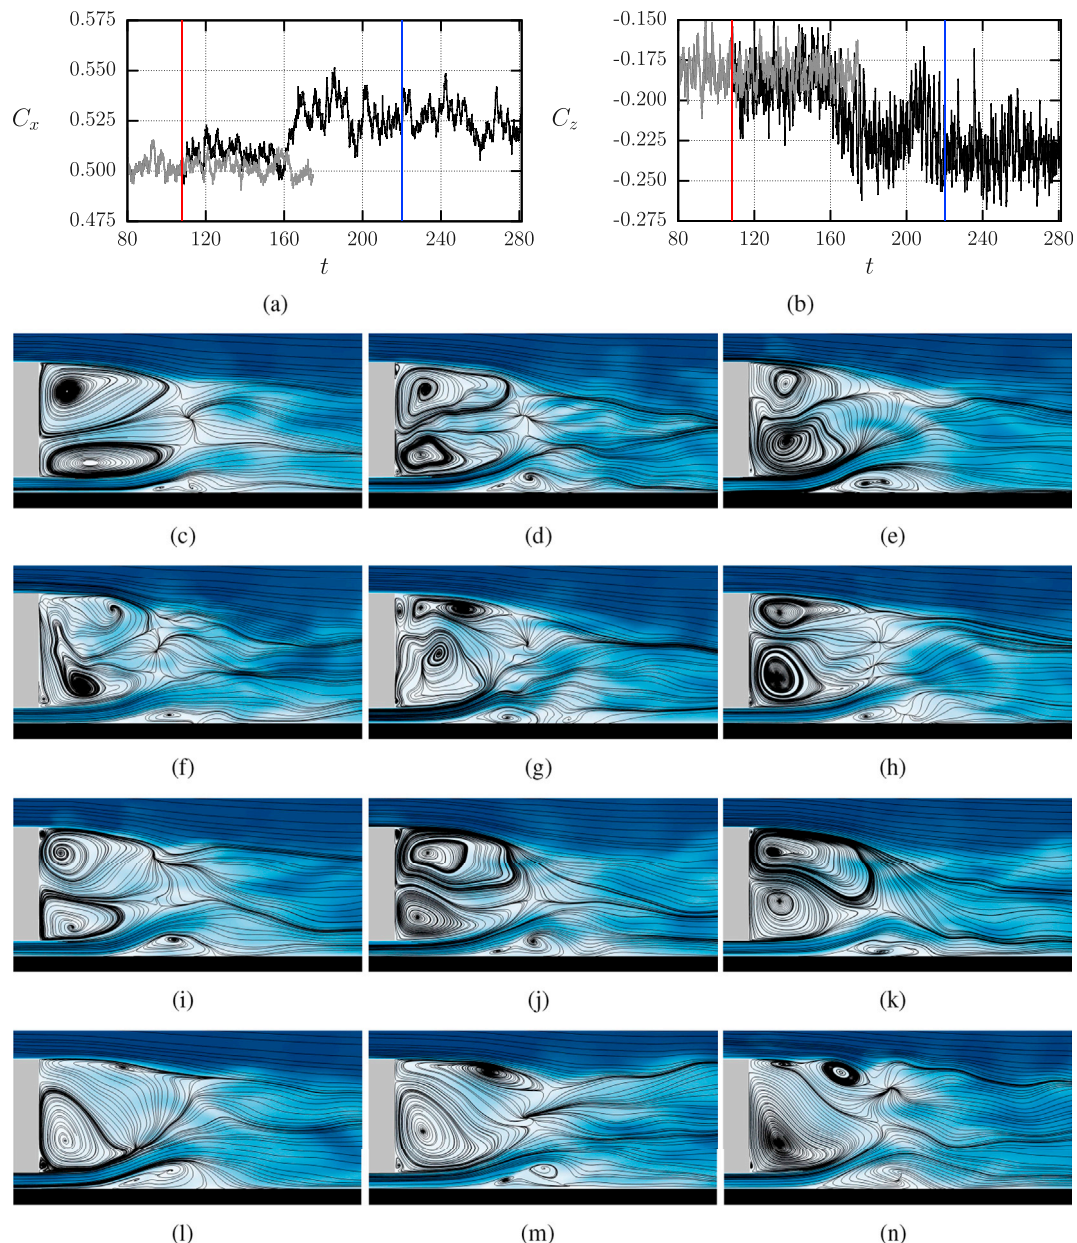 0.575
0.550
0.525
0.500
0.475
C_x
80 120 160 200 240 280
t
(a)
-0.150
-0.175
-0.200
-0.225
-0.250
-0.275
C_z
80 120 160 200 240 280
t
(b)
(c) (d) (e)
(f) (g) (h)
(i) (j) (k)
(l) (m) (n)